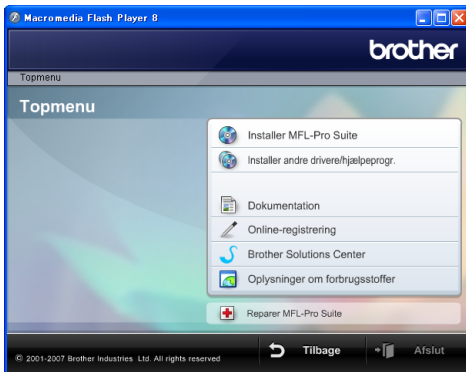 Macromedia Flash Player 8
brother
Topmenu
Topmenu
Installer MFL-Pro Suite
Installer andre drivere/hjælpeprogr.
Dokumentation
Online-registrering
Brother Solutions Center
Oplysninger om forbrugsstoffer
Reparer MFL-Pro Suite
© 2001-2007 Brother Industries Ltd. All rights reserved
Tilbage
Afslut